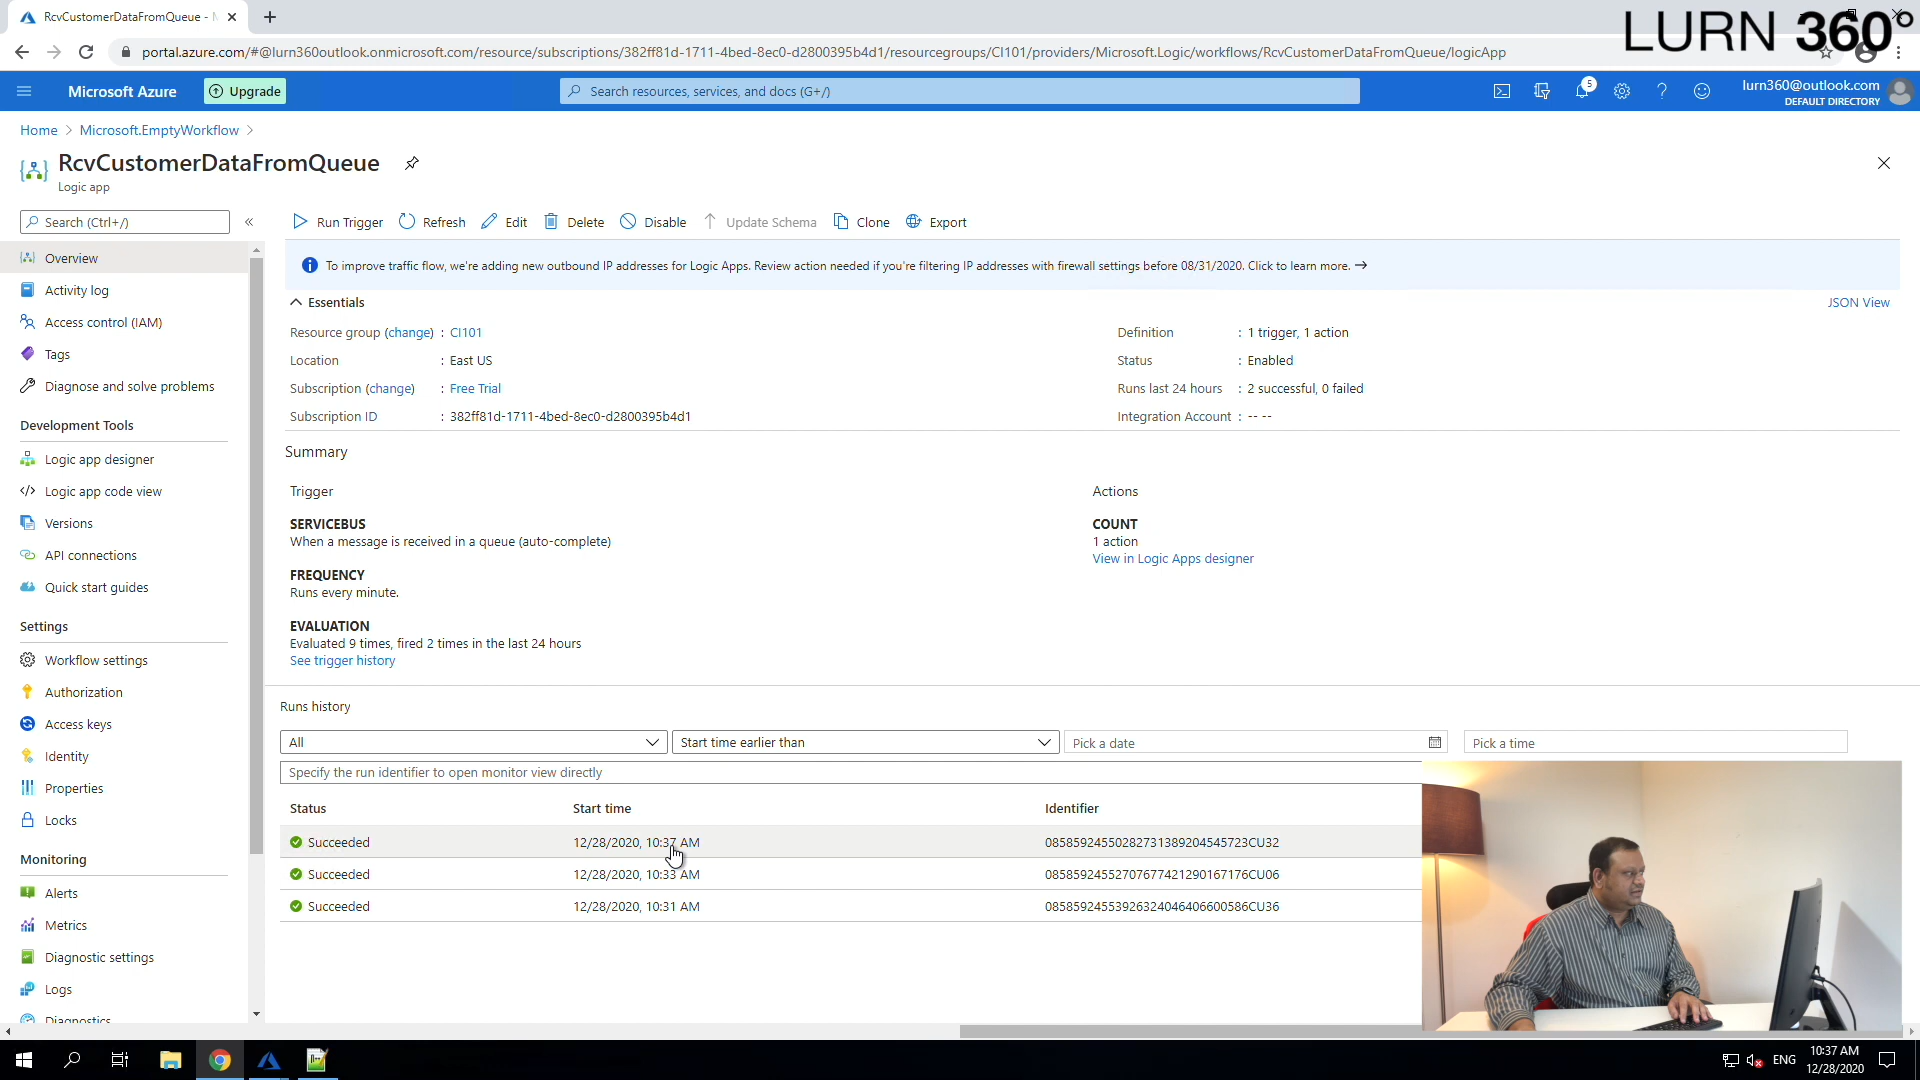 RcvCustomerDataFromQueue - M
LURN 360°
portal.azure.com/#@lurn360outlook.onmicrosoft.com/resource/subscriptions/382ff81d-1711-4bed-8ec0-d2800395b4d1/resourcegroups/CI101/providers/Microsoft.Logic/workflows/RcvCustomerDataFromQueue/logicApp
Microsoft Azure
Upgrade
Search resources, services, and docs (G+/)
5
lurn360@outlook.com
DEFAULT DIRECTORY
Home > Microsoft.EmptyWorkflow >
RcvCustomerDataFromQueue
Logic app
Search (Ctrl+/)
Run Trigger
Refresh
Edit
Delete
Disable
Update Schema
Clone
Export
Overview
Activity log
Access control (IAM)
Tags
Diagnose and solve problems
Development Tools
Logic app designer
Logic app code view
Versions
API connections
Quick start guides
Settings
Workflow settings
Authorization
Access keys
Identity
Properties
Locks
Monitoring
Alerts
Metrics
Diagnostic settings
Logs
Diagnostics
To improve traffic flow, we're adding new outbound IP addresses for Logic Apps. Review action needed if you're filtering IP addresses with firewall settings before 08/31/2020. Click to learn more. →
Essentials
JSON View
Resource group (change) : CI101
Location : East US
Subscription (change) : Free Trial
Subscription ID : 382ff81d-1711-4bed-8ec0-d2800395b4d1
Definition : 1 trigger, 1 action
Status : Enabled
Runs last 24 hours : 2 successful, 0 failed
Integration Account : -- --
Summary
Trigger
SERVICEBUS
When a message is received in a queue (auto-complete)
FREQUENCY
Runs every minute.
EVALUATION
Evaluated 9 times, fired 2 times in the last 24 hours
See trigger history
Actions
COUNT
1 action
View in Logic Apps designer
Runs history
All
Start time earlier than
Pick a date
Pick a time
Specify the run identifier to open monitor view directly
Status Start time Identifier
Succeeded 12/28/2020, 10:37 AM 08585924550282731389204545723CU32
Succeeded 12/28/2020, 10:33 AM 08585924552707677421290167176CU06
Succeeded 12/28/2020, 10:31 AM 08585924553926324046406600586CU36
ENG
10:37 AM
12/28/2020